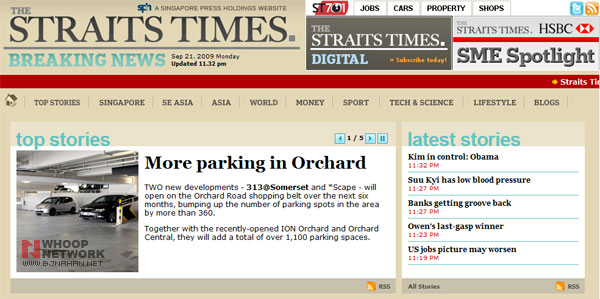 sph A SINGAPORE PRESS HOLDINGS WEBSITE
THE
STRAITS TIMES.
BREAKING NEWS
Sep 21, 2009 Monday
Updated 11.32 pm
ST701 JOBS CARS PROPERTY SHOPS
THE
STRAITS TIMES.
DIGITAL
» Subscribe today!
THE
STRAITS TIMES. HSBC
SME Spotlight
Straits Tim
TOP STORIES SINGAPORE SE ASIA ASIA WORLD MONEY SPORT TECH & SCIENCE LIFESTYLE BLOGS
top stories
1 / 5
More parking in Orchard
TWO new developments - 313@Somerset and *Scape - will
open on the Orchard Road shopping belt over the next six
months, bumping up the number of parking spots in the area
by more than 360.
Together with the recently-opened ION Orchard and Orchard
Central, they will add a total of over 1,100 parking spaces.
WHOOP
NETWORK
WWW.DJNAHAN.NET
RSS
latest stories
Kim in control: Obama
11:32 PM
Suu Kyi has low blood pressure
11:27 PM
Banks getting groove back
11:27 PM
Owen's last-gasp winner
11:23 PM
US jobs picture may worsen
11:19 PM
All Stories
RSS